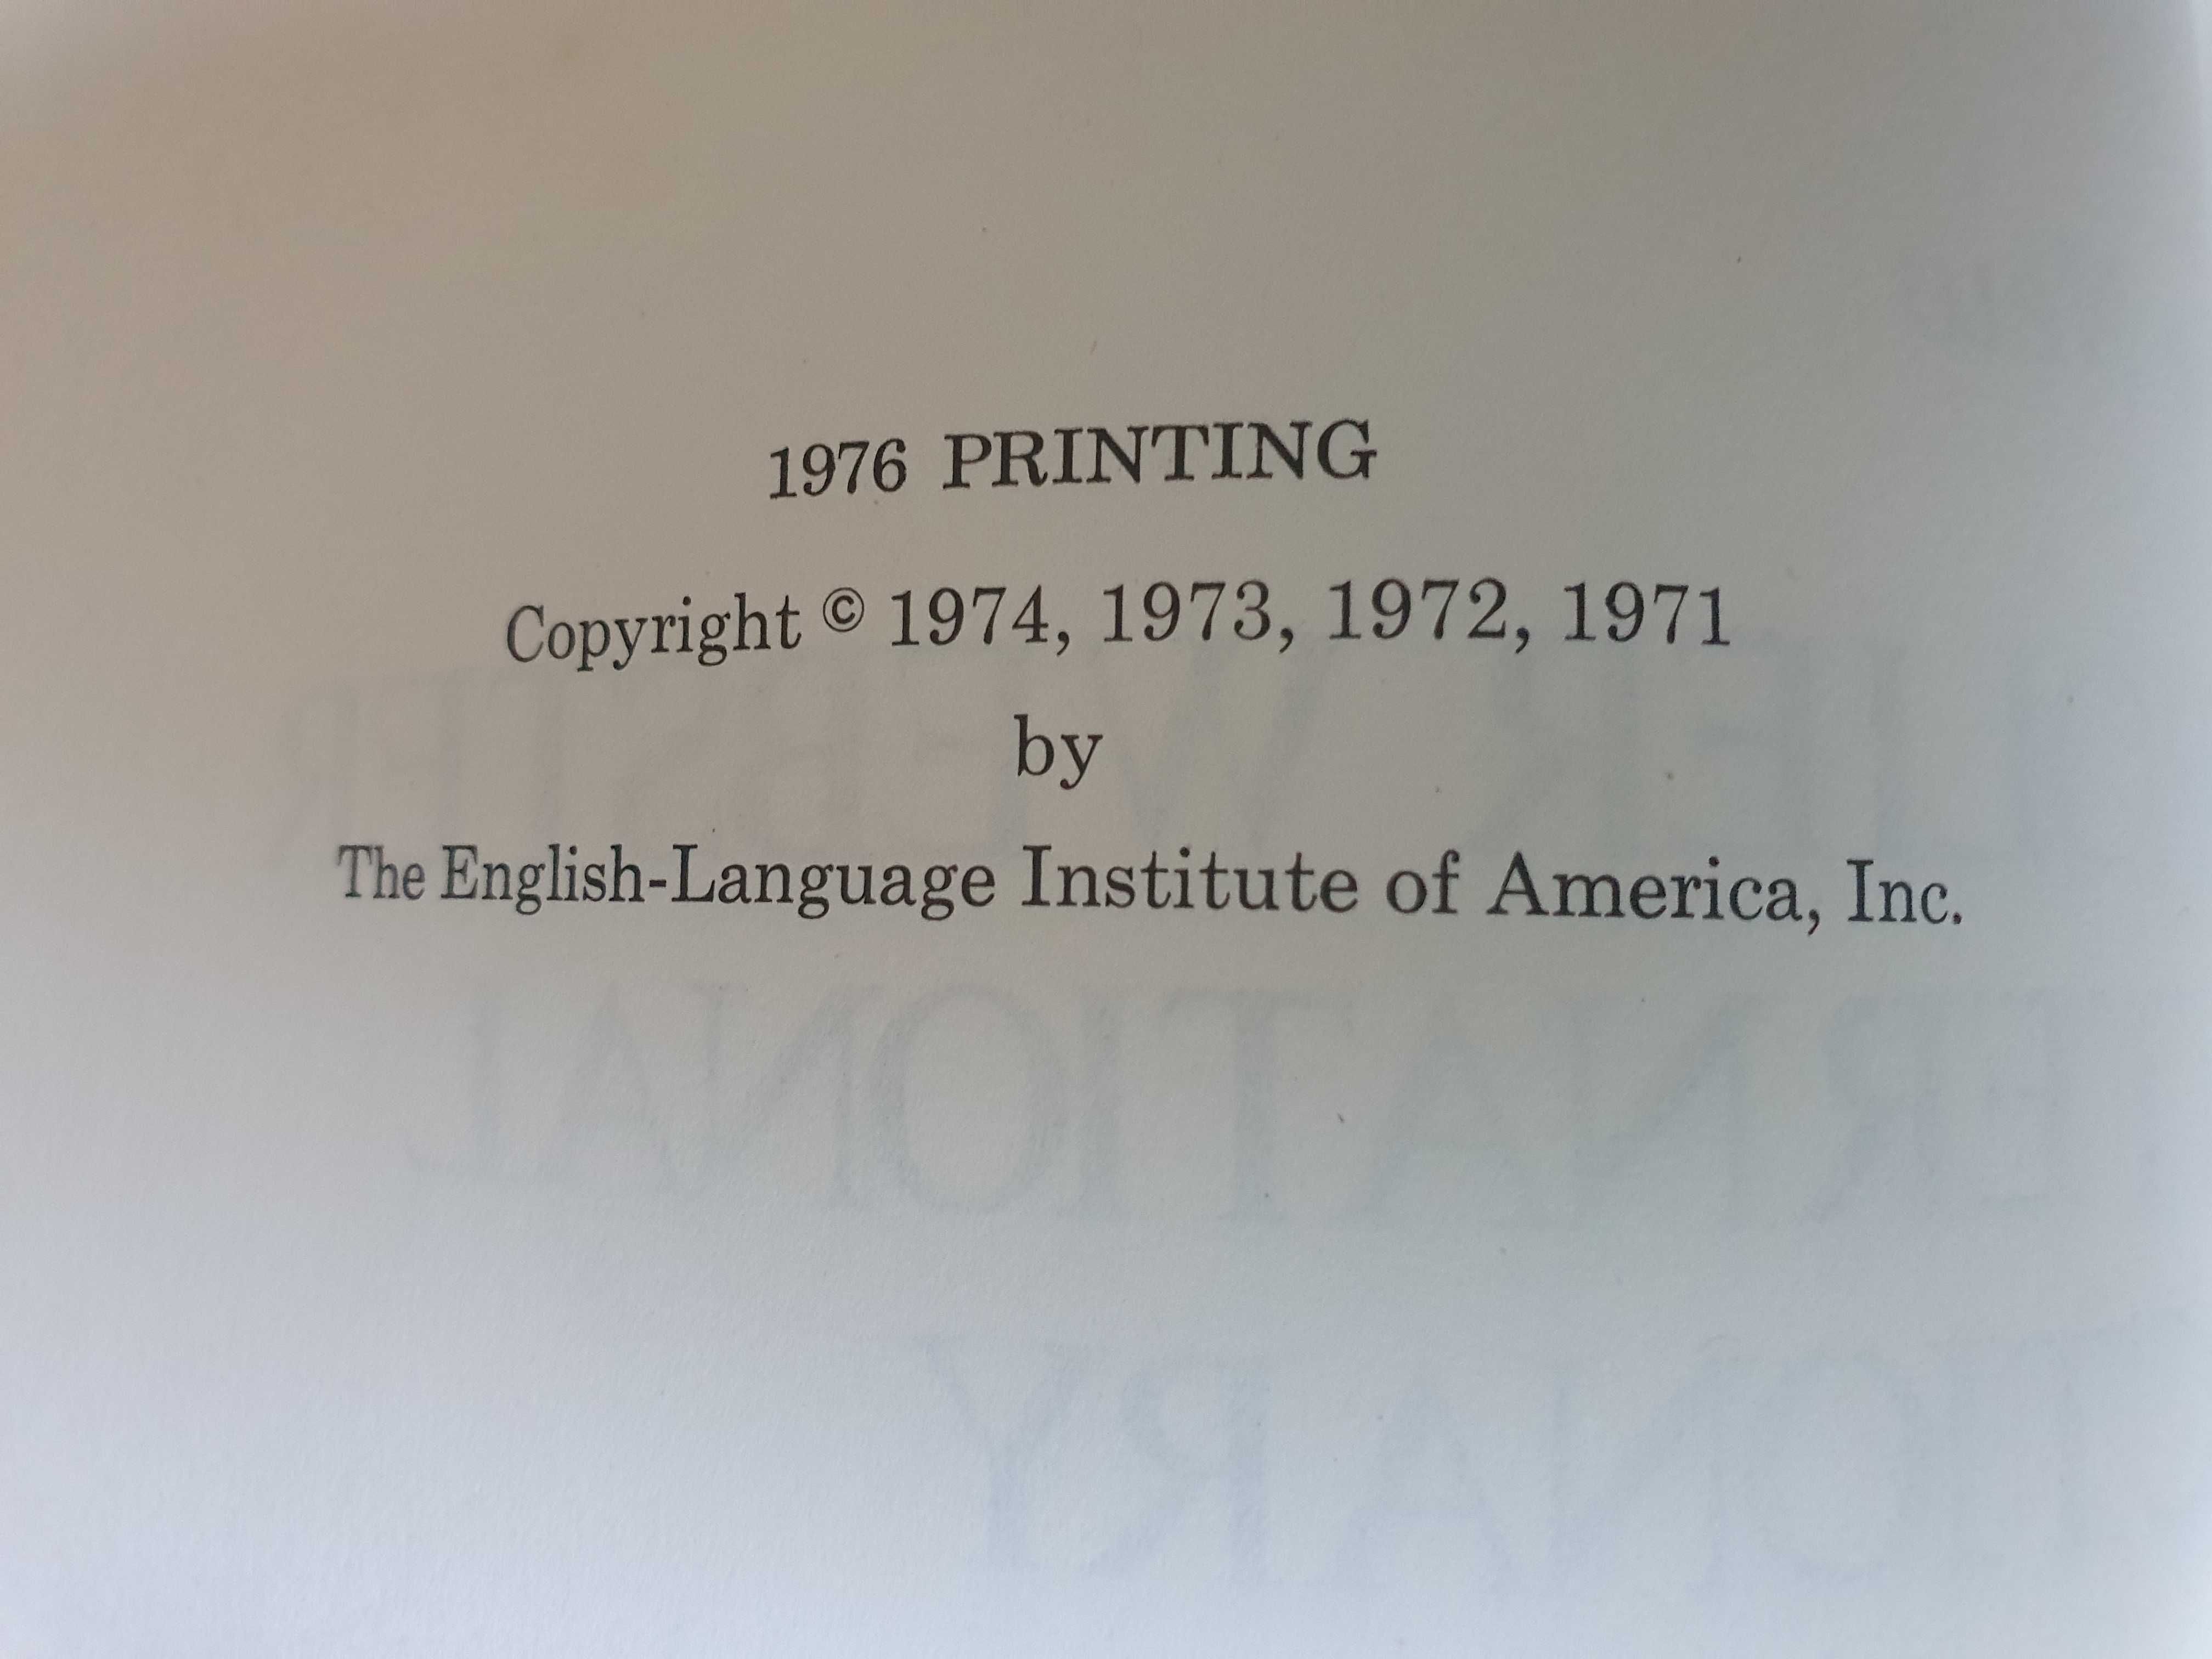 1976 PRINTING
Copyright © 1974, 1973, 1972, 1971
by
The English-Language Institute of America, Inc.